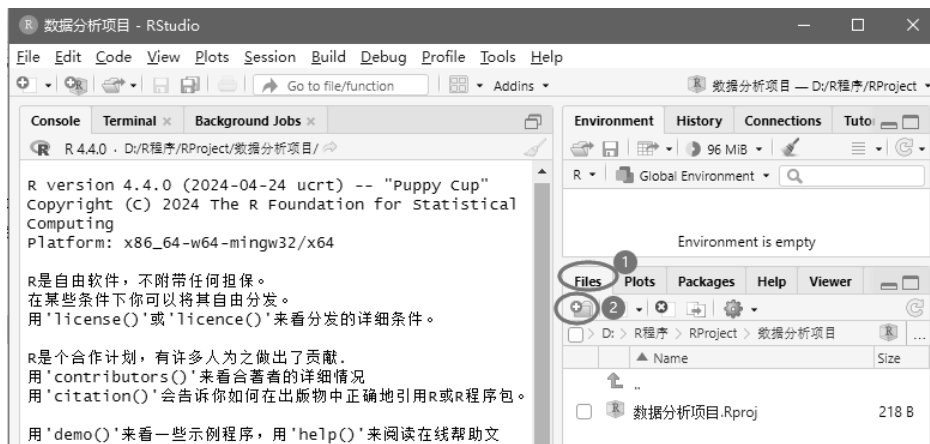 数据分析项目 - RStudio
File Edit Code View Plots Session Build Debug Profile Tools Help
Go to file/function Addins 数据分析项目 — D:/R程序/RProject
Console Terminal Background Jobs
R 4.4.0 · D:/R程序/RProject/数据分析项目/
R version 4.4.0 (2024-04-24 ucrt) -- "Puppy Cup"
Copyright (C) 2024 The R Foundation for Statistical
Computing
Platform: x86_64-w64-mingw32/x64
R是自由软件，不附带任何担保。
在某些条件下你可以将其自由分发。
用'license()'或'licence()'来看分发的详细条件。
R是个合作计划，有许多人为之做出了贡献.
用'contributors()'来看合著者的详细情况
用'citation()'会告诉你如何在出版物中正确地引用R或R程序包。
用'demo()'来看一些示例程序，用'help()'来阅读在线帮助文
Environment History Connections Tuto
96 MiB
R Global Environment
Environment is empty
1
Files Plots Packages Help Viewer
2
D: > R程序 > RProject > 数据分析项目 ...
Name Size
..
数据分析项目.Rproj 218 B